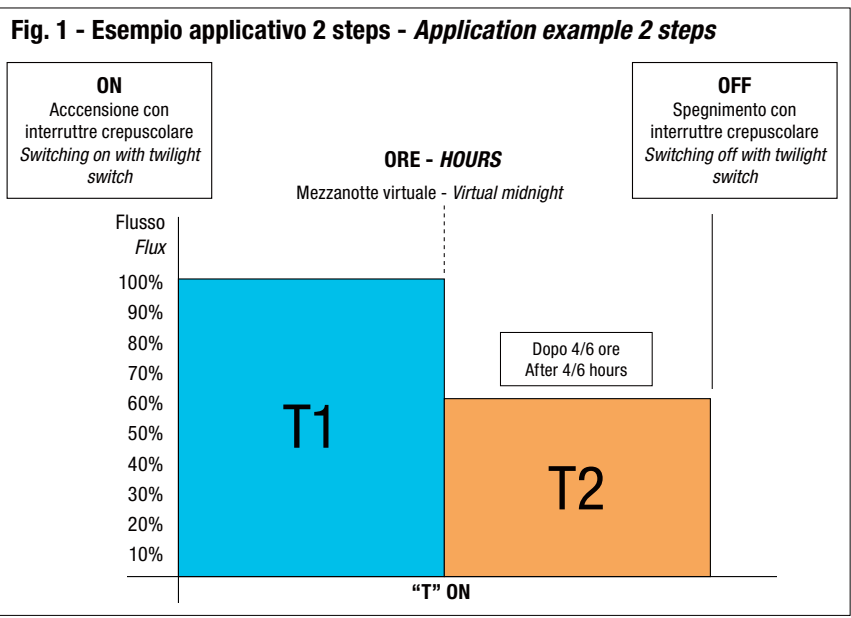 Fig. 1 - Esempio applicativo 2 steps - Application example 2 steps
ON
Acccensione con
interruttre crepuscolare
Switching on with twilight
switch
OFF
Spegnimento con
interruttre crepuscolare
Switching off with twilight
switch
ORE - HOURS
Mezzanotte virtuale - Virtual midnight
Flusso
Flux
100%
90%
80%
70%
60%
50%
40%
30%
20%
10%
Dopo 4/6 ore
After 4/6 hours
T1
T2
“T” ON